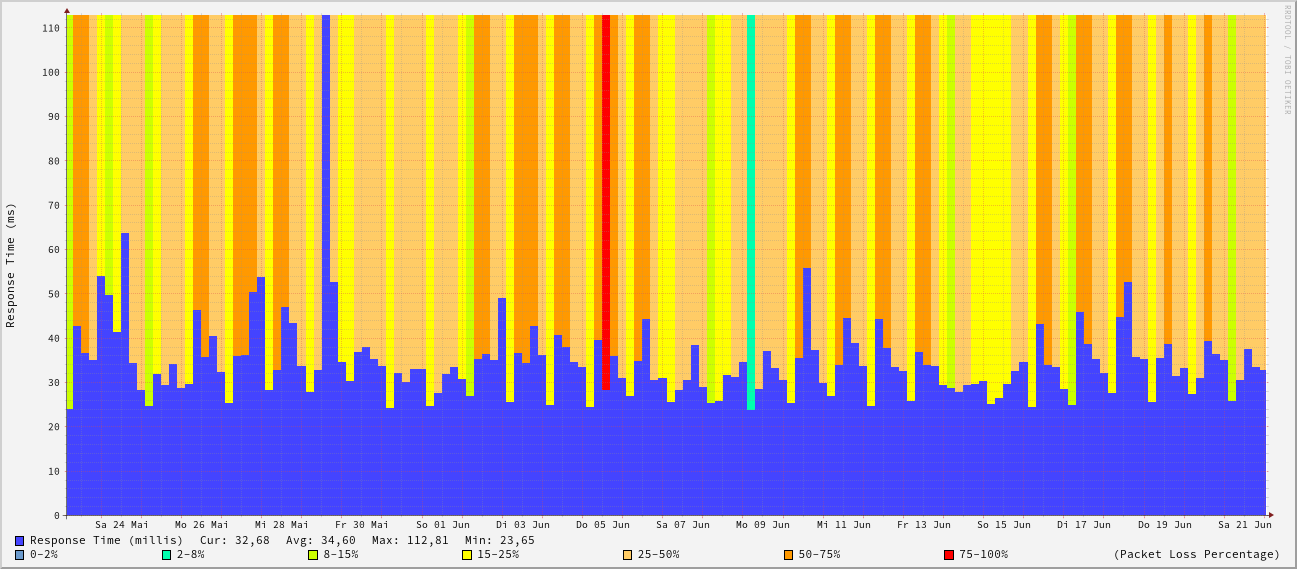 RRDTOOL / TOBI OETIKER
Response Time (ms)
110
100
90
80
70
60
50
40
30
20
10
0
Sa 24 Mai Mo 26 Mai Mi 28 Mai Fr 30 Mai So 01 Jun Di 03 Jun Do 05 Jun Sa 07 Jun Mo 09 Jun Mi 11 Jun Fr 13 Jun So 15 Jun Di 17 Jun Do 19 Jun Sa 21 Jun
Response Time (millis) Cur: 32,68 Avg: 34,60 Max: 112,81 Min: 23,65
0-2% 2-8% 8-15% 15-25% 25-50% 50-75% 75-100% (Packet Loss Percentage)